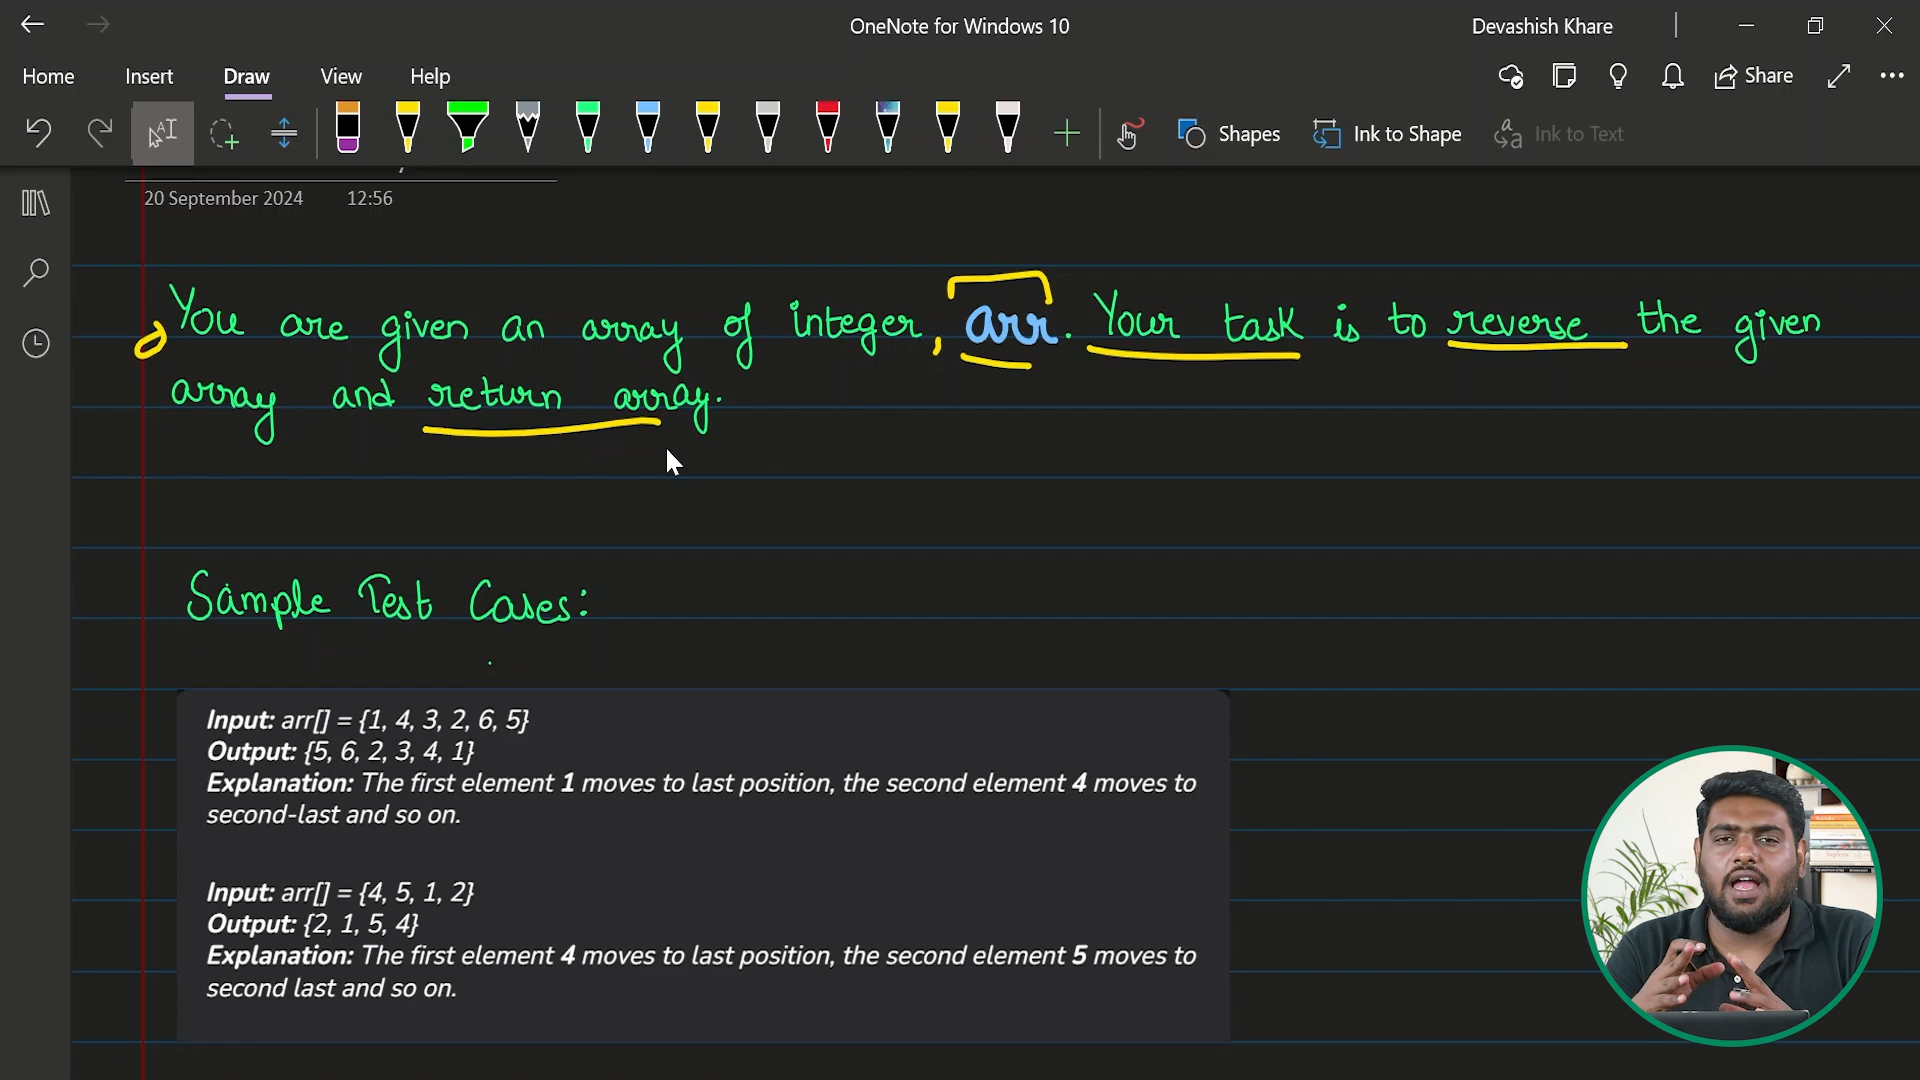 OneNote for Windows 10
Devashish Khare
Home Insert Draw View Help
Share
Shapes Ink to Shape Ink to Text
20 September 2024 12:56
You are given an array of integer, arr. Your task is to reverse the given
array and return array.
Sample Test Cases:
Input: arr[] = {1, 4, 3, 2, 6, 5}
Output: {5, 6, 2, 3, 4, 1}
Explanation: The first element 1 moves to last position, the second element 4 moves to
second-last and so on.
Input: arr[] = {4, 5, 1, 2}
Output: {2, 1, 5, 4}
Explanation: The first element 4 moves to last position, the second element 5 moves to
second last and so on.